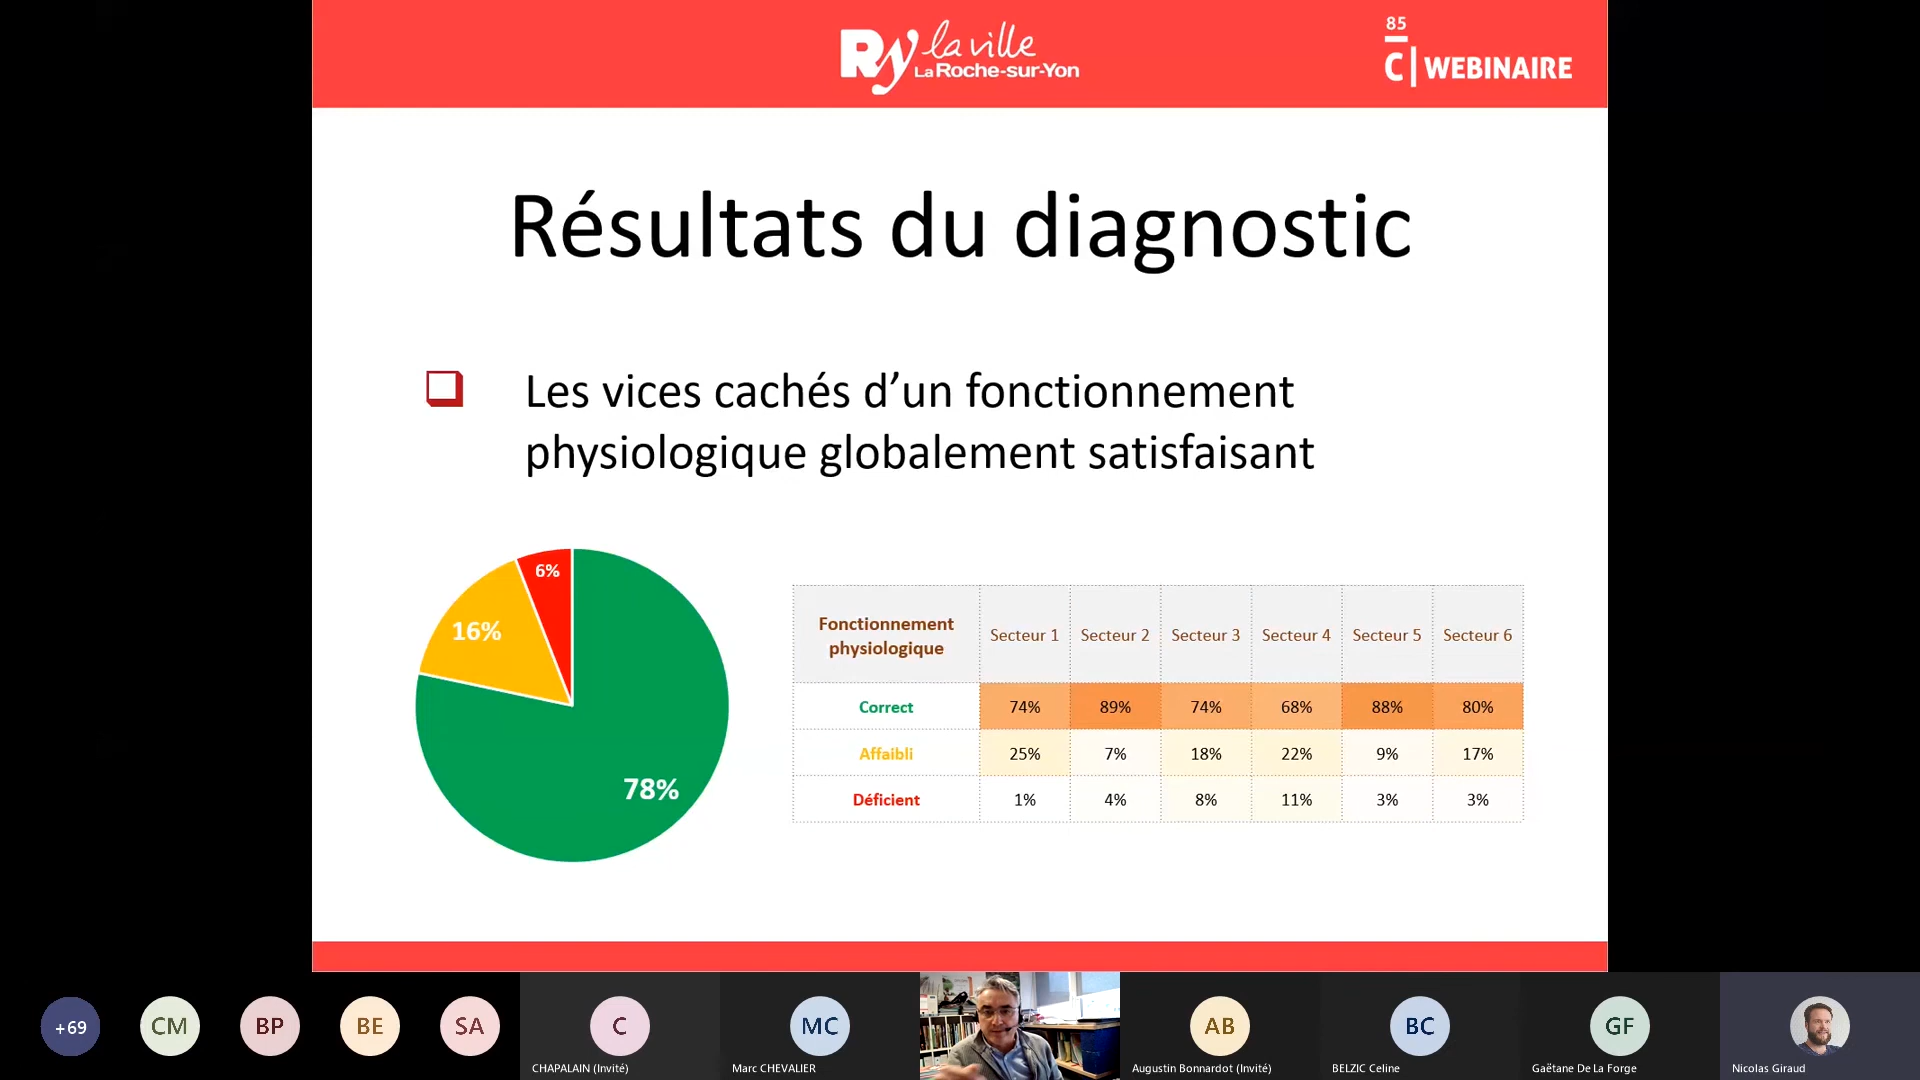 Ry la ville
La Roche-sur-Yon
85
C WEBINAIRE
Résultats du diagnostic
Les vices cachés d’un fonctionnement
physiologique globalement satisfaisant
6%
16%
78%
Fonctionnement
physiologique
Secteur 1 Secteur 2 Secteur 3 Secteur 4 Secteur 5 Secteur 6
Correct 74% 89% 74% 68% 88% 80%
Affaibli 25% 7% 18% 22% 9% 17%
Déficient 1% 4% 8% 11% 3% 3%
+69 CM BP BE SA C MC AB BC GF
CHAPALAIN (Invité) Marc CHEVALIER Augustin Bonnardot (Invité) BELZIC Celine Gaëtane De La Forge Nicolas Giraud